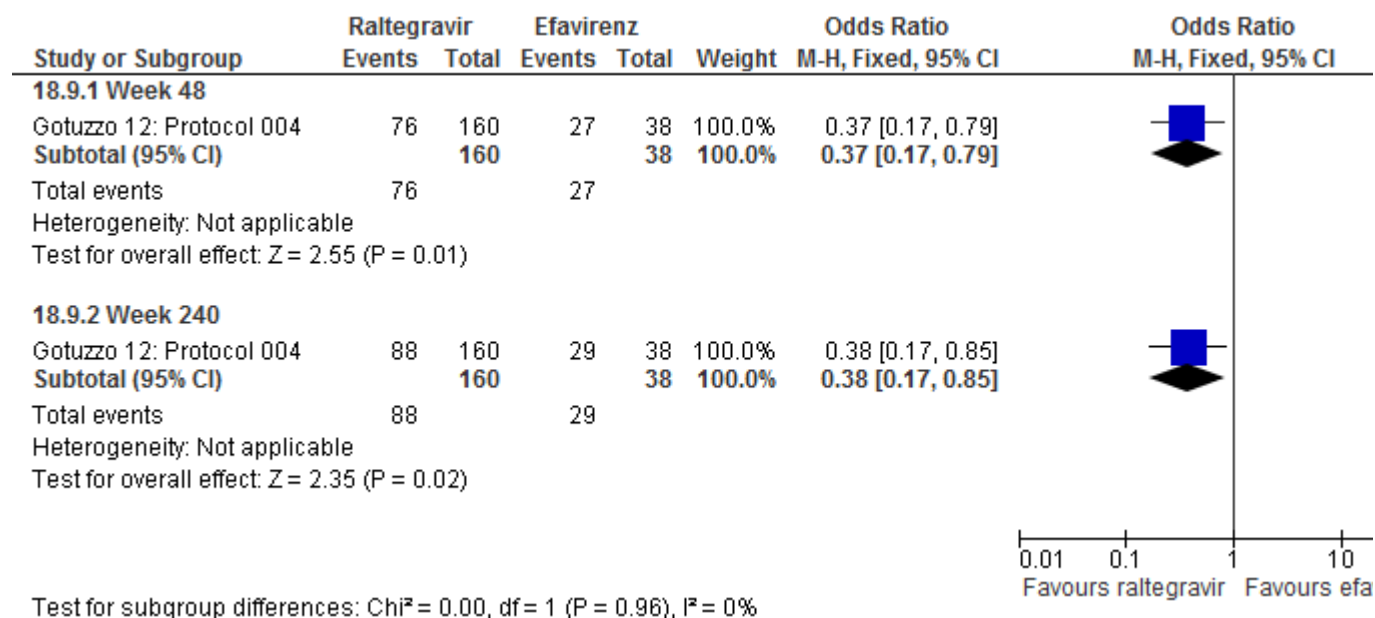 Raltegravir Efavirenz Odds Ratio Odds Ratio
Study or Subgroup Events Total Events Total Weight M-H, Fixed, 95% CI M-H, Fixed, 95% CI
18.9.1 Week 48
Gotuzzo 12: Protocol 004 76 160 27 38 100.0% 0.37 [0.17, 0.79]
Subtotal (95% CI) 160 38 100.0% 0.37 [0.17, 0.79]
Total events 76 27
Heterogeneity: Not applicable
Test for overall effect: Z = 2.55 (P = 0.01)
18.9.2 Week 240
Gotuzzo 12: Protocol 004 88 160 29 38 100.0% 0.38 [0.17, 0.85]
Subtotal (95% CI) 160 38 100.0% 0.38 [0.17, 0.85]
Total events 88 29
Heterogeneity: Not applicable
Test for overall effect: Z = 2.35 (P = 0.02)
0.01 0.1 1 10
Favours raltegravir Favours efa
Test for subgroup differences: Chi² = 0.00, df = 1 (P = 0.96), I² = 0%